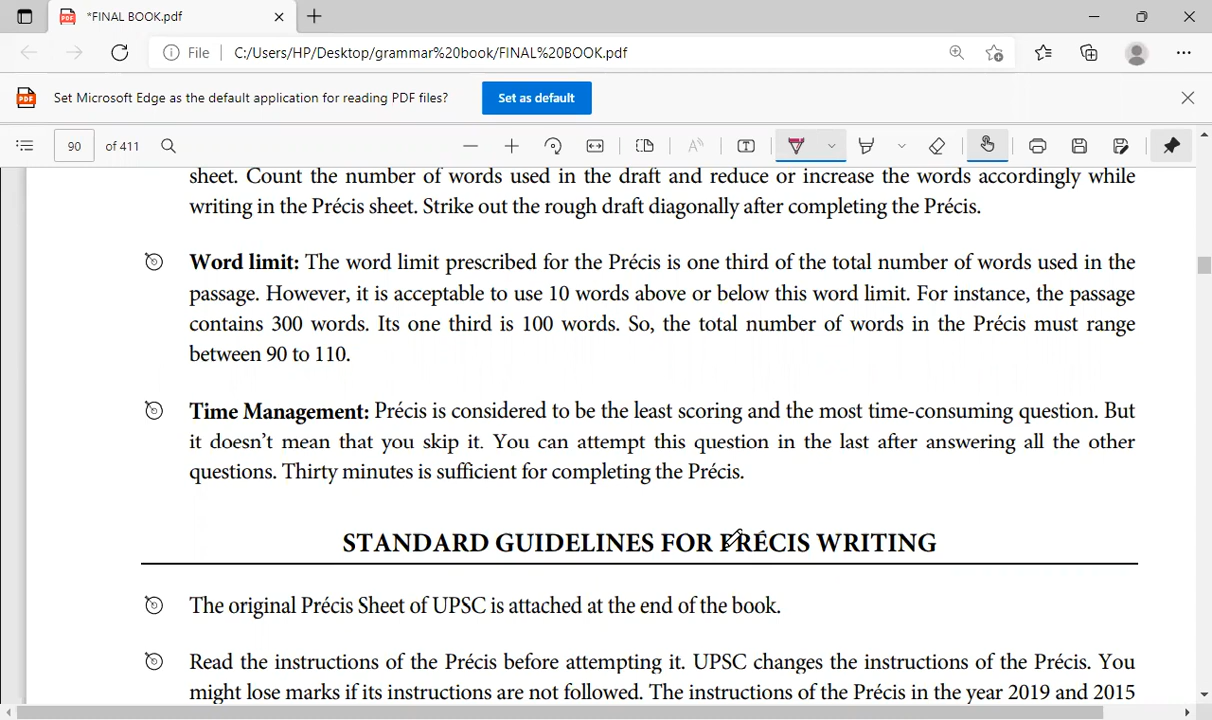 *FINAL BOOK.pdf
File C:/Users/HP/Desktop/grammar%20book/FINAL%20BOOK.pdf
Set Microsoft Edge as the default application for reading PDF files? Set as default
90 of 411
sheet. Count the number of words used in the draft and reduce or increase the words accordingly while
writing in the Précis sheet. Strike out the rough draft diagonally after completing the Précis.
Word limit: The word limit prescribed for the Précis is one third of the total number of words used in the
passage. However, it is acceptable to use 10 words above or below this word limit. For instance, the passage
contains 300 words. Its one third is 100 words. So, the total number of words in the Précis must range
between 90 to 110.
Time Management: Précis is considered to be the least scoring and the most time-consuming question. But
it doesn't mean that you skip it. You can attempt this question in the last after answering all the other
questions. Thirty minutes is sufficient for completing the Précis.
STANDARD GUIDELINES FOR PRÉCIS WRITING
The original Précis Sheet of UPSC is attached at the end of the book.
Read the instructions of the Précis before attempting it. UPSC changes the instructions of the Précis. You
might lose marks if its instructions are not followed. The instructions of the Précis in the year 2019 and 2015